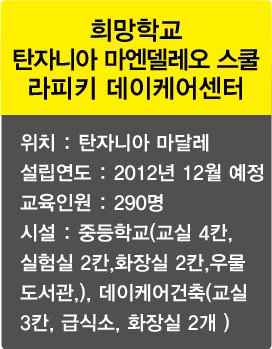 희망학교
탄자니아 마엔델레오 스쿨
라피키 데이케어센터
위치 : 탄자니아 마달레
설립연도 : 2012년 12월 예정
교육인원 : 290명
시설 : 중등학교(교실 4칸,
실험실 2칸,화장실 2칸,우물
도서관,), 데이케어건축(교실
3칸, 급식소, 화장실 2개 )